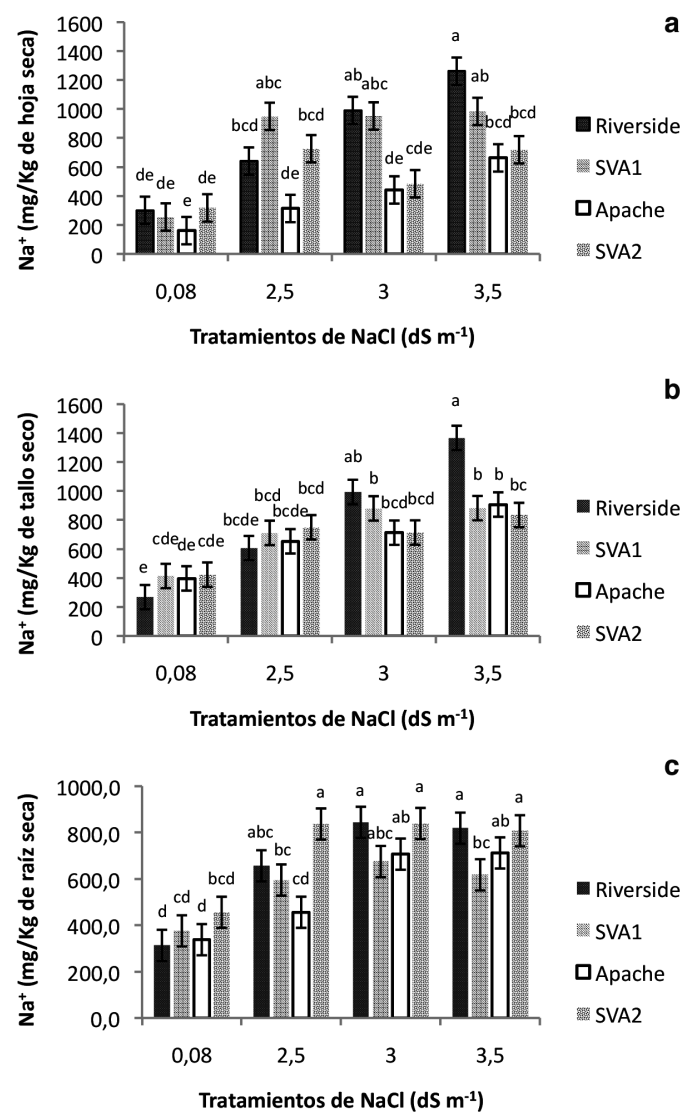 a
1600
1400
1200
1000
800
600
400
200
0
Na⁺ (mg/Kg de hoja seca)
de de e de
bcd abc de bcd
ab abc de cde
a ab bcd bcd
0,08 2,5 3 3,5
Tratamientos de NaCl (dS m⁻¹)
Riverside
SVA1
Apache
SVA2
b
1600
1400
1200
1000
800
600
400
200
0
Na⁺ (mg/Kg de tallo seco)
e cde de cde
bcde bcd bcde bcd
ab b bcd bcd
a b b bc
0,08 2,5 3 3,5
Tratamientos de NaCl (dS m⁻¹)
Riverside
SVA1
Apache
SVA2
c
1000,0
800,0
600,0
400,0
200,0
0,0
Na⁺ (mg/Kg de raíz seca)
d cd d bcd
abc bc cd a
a abc ab a
a bc ab a
0,08 2,5 3 3,5
Tratamientos de NaCl (dS m⁻¹)
Riverside
SVA1
Apache
SVA2